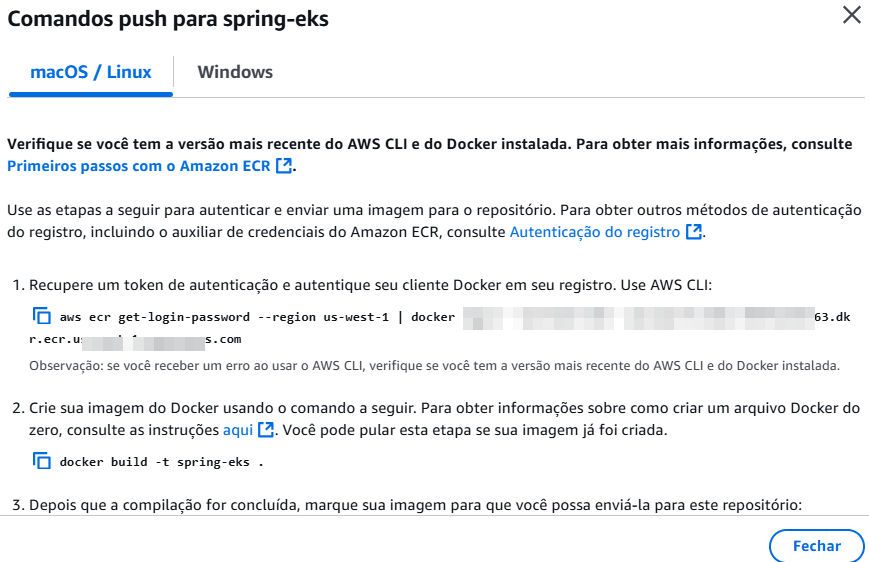 Comandos push para spring-eks
macOS / Linux
Windows
Verifique se você tem a versão mais recente do AWS CLI e do Docker instalada. Para obter mais informações, consulte
Primeiros passos com o Amazon ECR.
Use as etapas a seguir para autenticar e enviar uma imagem para o repositório. Para obter outros métodos de autenticação
do registro, incluindo o auxiliar de credenciais do Amazon ECR, consulte Autenticação do registro.
1. Recupere um token de autenticação e autentique seu cliente Docker em seu registro. Use AWS CLI:
aws ecr get-login-password --region us-west-1 | docker 63.dk
r.ecr. s.com
Observação: se você receber um erro ao usar o AWS CLI, verifique se você tem a versão mais recente do AWS CLI e do Docker instalada.
2. Crie sua imagem do Docker usando o comando a seguir. Para obter informações sobre como criar um arquivo Docker do
zero, consulte as instruções aqui. Você pode pular esta etapa se sua imagem já foi criada.
docker build -t spring-eks .
3. Depois que a compilação for concluída, marque sua imagem para que você possa enviá-la para este repositório:
Fechar